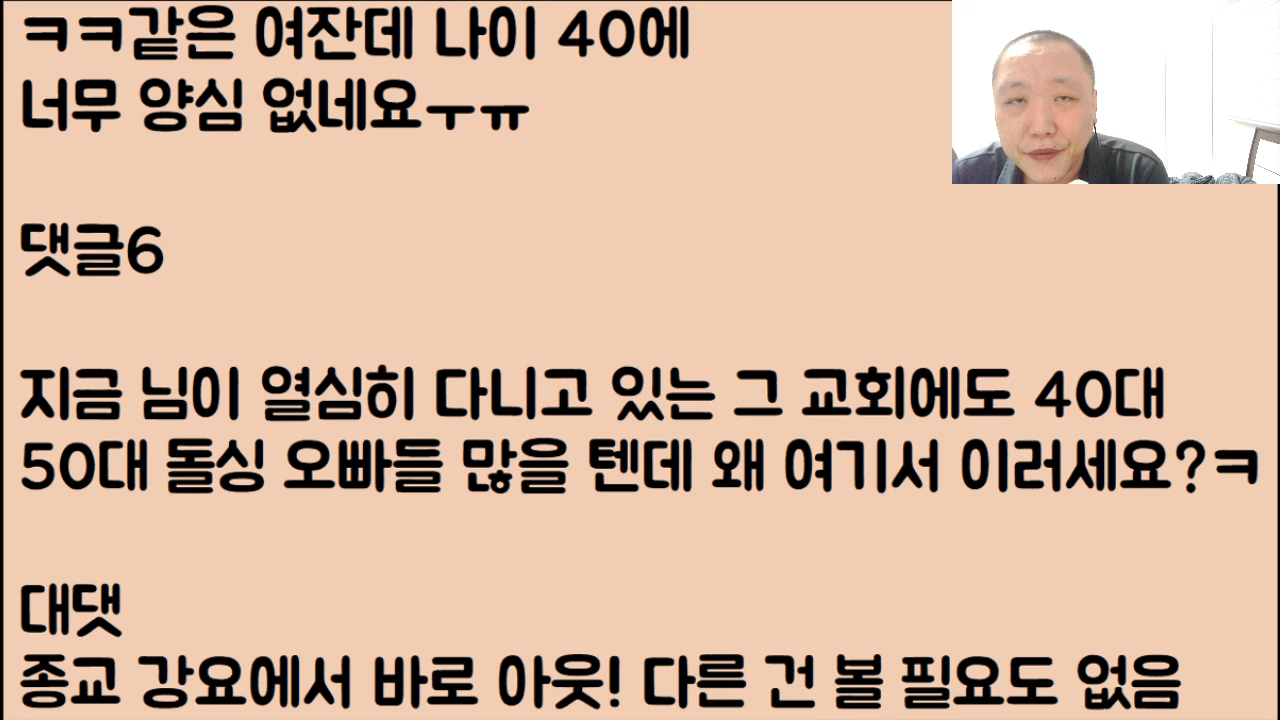 ㅋㅋ같은 여잔데 나이 40에
너무 양심 없네요ㅜㅠ
댓글6
지금 님이 열심히 다니고 있는 그 교회에도 40대
50대 돌싱 오빠들 많을 텐데 왜 여기서 이러세요?ㅋ
대댓
종교 강요에서 바로 아웃! 다른 건 볼 필요도 없음